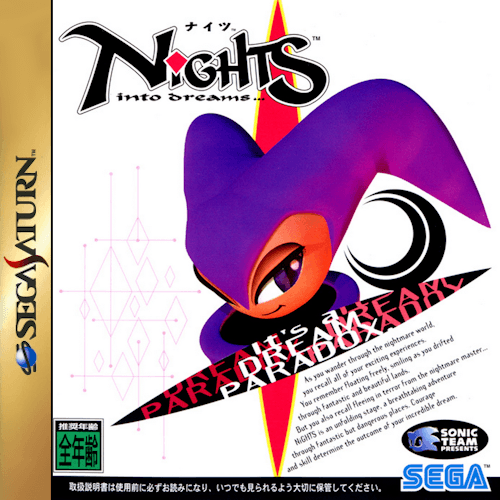 ナイツ™
NiGHTS™
into dreams...
SEGA SATURN™
It's a
DREAM
PARADOX
As you wander through the nightmare world,
you recall all of your exciting experiences.
You remember floating freely, smiling as you drifted
through fantastic and beautiful lands.
But you also recall fleeing in terror from the nightmare master...
NiGHTS is an unfolding stage, a breathtaking adventure
through fantastic but dangerous places. Courage
and skill determine the outcome of your incredible dream.
推奨年齢
全年齢
SONIC
TEAM
PRESENTS
SEGA™
取扱説明書は使用前に必ずお読みになり、いつでも見られるよう大切に保管してください。